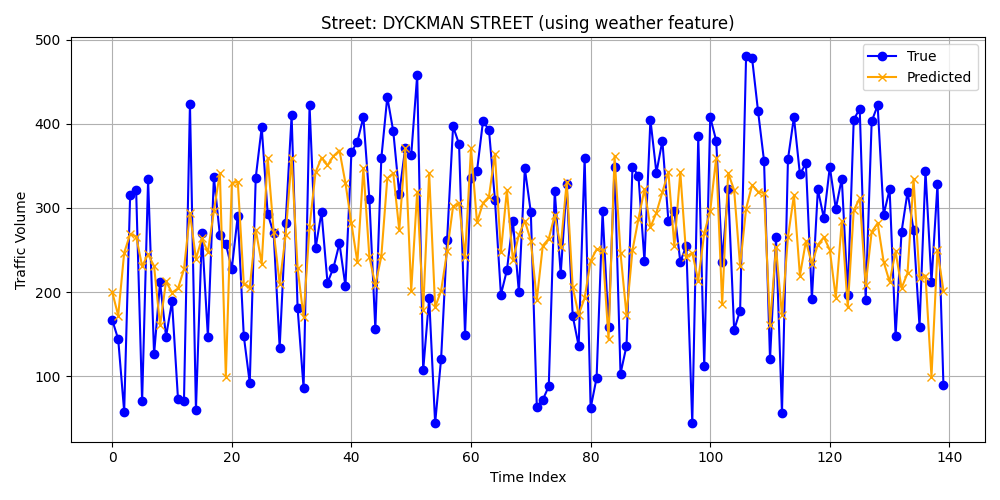 Street: DYCKMAN STREET (using weather feature)
True
Predicted
Traffic Volume
500
400
300
200
100
0 20 40 60 80 100 120 140
Time Index